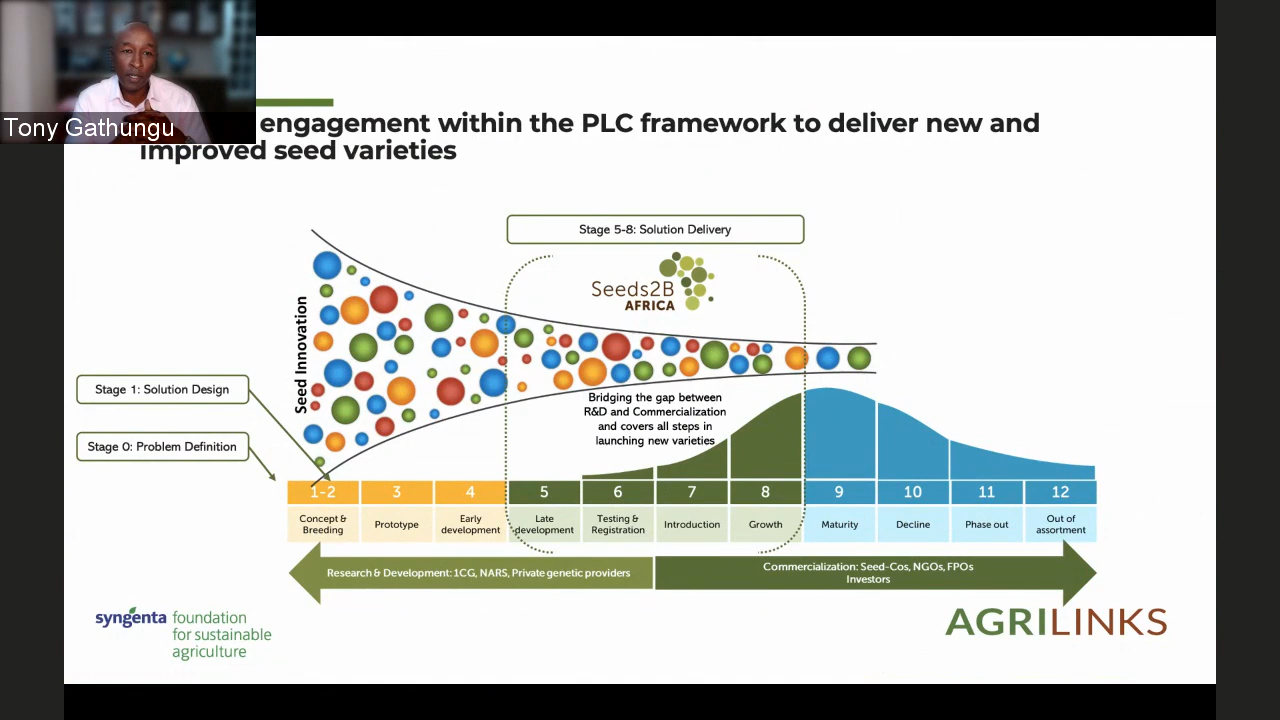 Tony Gathungu
engagement within the PLC framework to deliver new and
improved seed varieties
Stage 5-8: Solution Delivery
Seeds2B
AFRICA
Seed Innovation
Stage 1: Solution Design
Stage 0: Problem Definition
Bridging the gap between
R&D and Commercialization
and covers all steps in
launching new varieties
1-2 3 4 5 6 7 8 9 10 11 12
Concept &
Breeding
Prototype
Early
development
Late
development
Testing &
Registration
Introduction
Growth
Maturity
Decline
Phase out
Out of
assortment
Research & Development: 1CG, NARS, Private genetic providers
Commercialization: Seed-Cos, NGOs, FPOs
Investors
syngenta foundation
for sustainable
agriculture
AGRILINKS